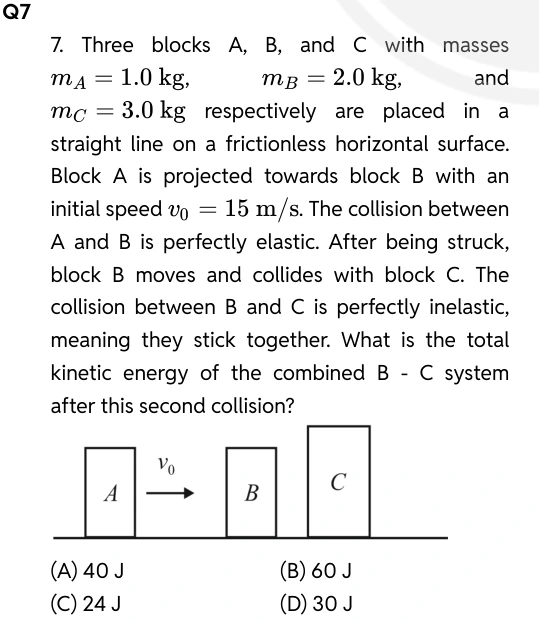 Q7
7. Three blocks A, B, and C with masses
m_A = 1.0 kg, m_B = 2.0 kg, and
m_C = 3.0 kg respectively are placed in a
straight line on a frictionless horizontal surface.
Block A is projected towards block B with an
initial speed v_0 = 15 m/s. The collision between
A and B is perfectly elastic. After being struck,
block B moves and collides with block C. The
collision between B and C is perfectly inelastic,
meaning they stick together. What is the total
kinetic energy of the combined B - C system
after this second collision?
v_0
A B C
(A) 40 J (B) 60 J
(C) 24 J (D) 30 J